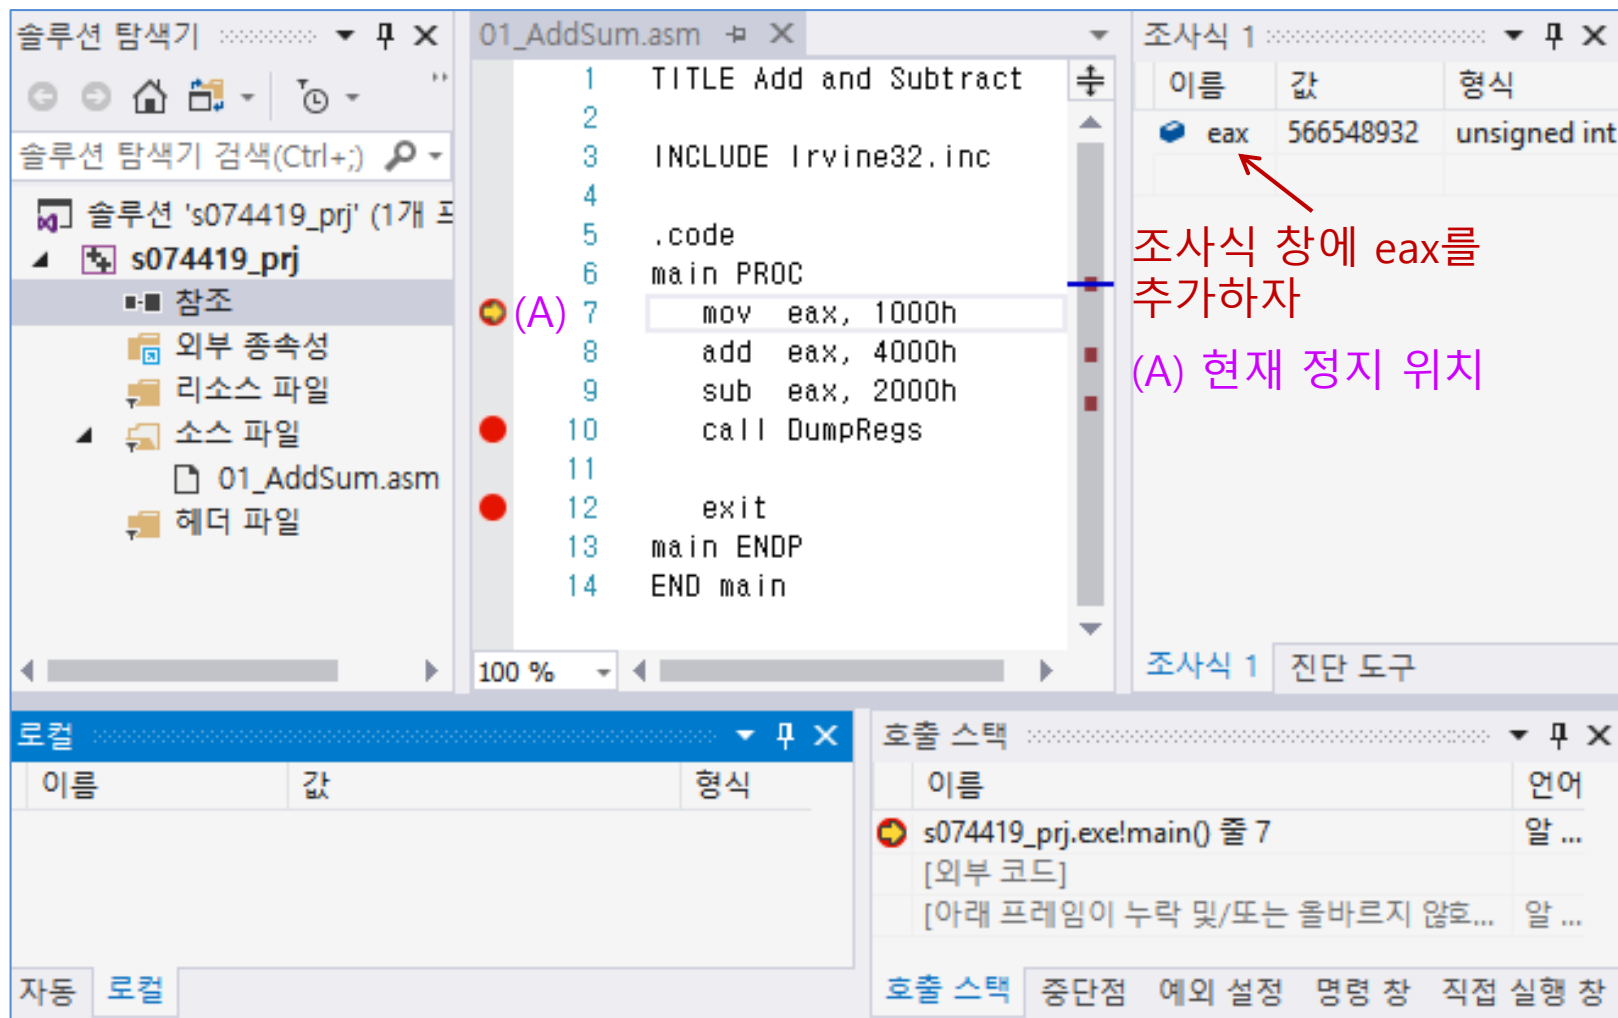 솔루션 탐색기
솔루션 탐색기 검색(Ctrl+;)
솔루션 's074419_prj' (1개 프
s074419_prj
참조
외부 종속성
리소스 파일
소스 파일
01_AddSum.asm
헤더 파일
01_AddSum.asm
1 TITLE Add and Subtract
2
3 INCLUDE Irvine32.inc
4
5 .code
6 main PROC
(A) 7 mov eax, 1000h
8 add eax, 4000h
9 sub eax, 2000h
10 call DumpRegs
11
12 exit
13 main ENDP
14 END main
100 %
조사식 1
이름 값 형식
eax 566548932 unsigned int
조사식 창에 eax를
추가하자
(A) 현재 정지 위치
조사식 1 진단 도구
로컬
이름 값 형식
자동 로컬
호출 스택
이름 언어
s074419_prj.exe!main() 줄 7 알 ...
[외부 코드]
[아래 프레임이 누락 및/또는 올바르지 않호... 알 ...
호출 스택 중단점 예외 설정 명령 창 직접 실행 창